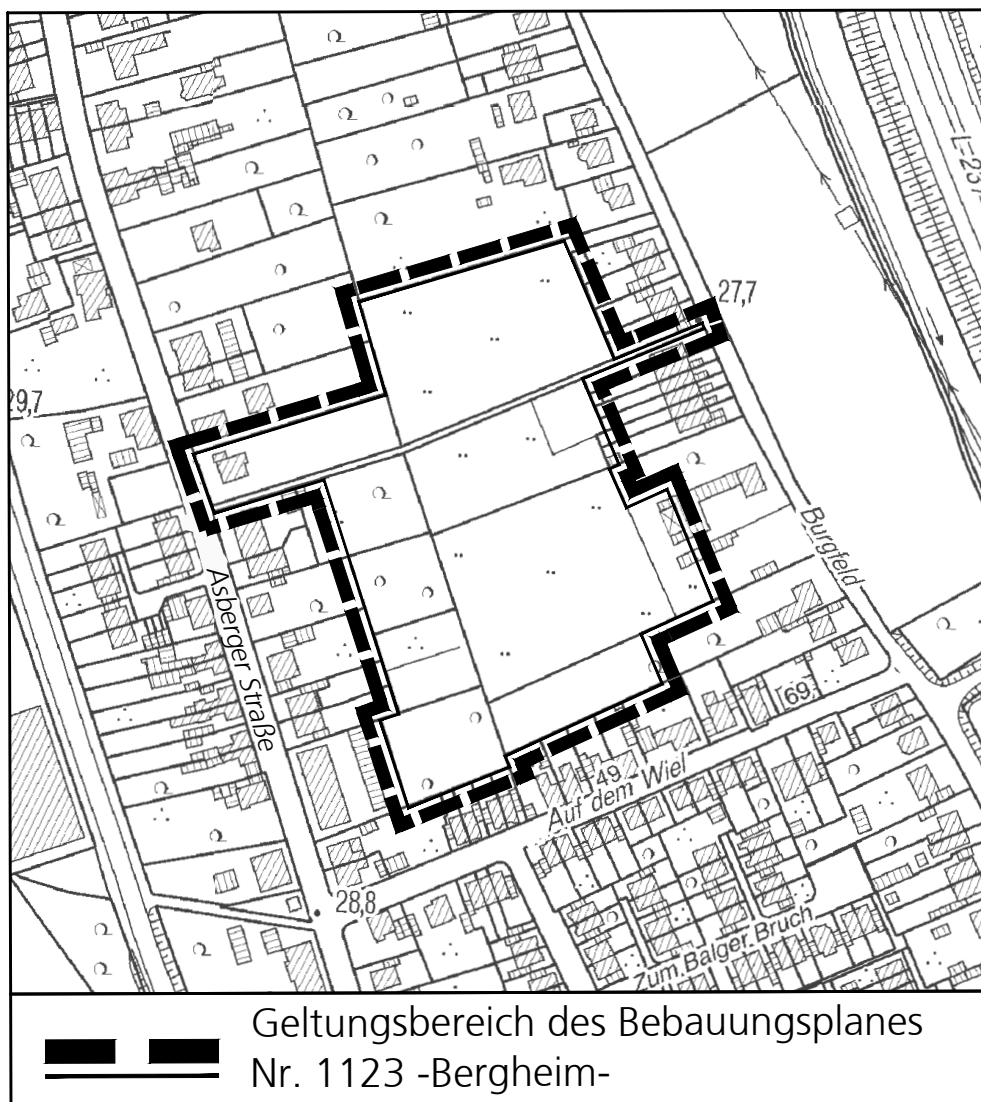 27,7
29,7
Burgfeld
Asberger Straße
69
49
Auf dem Wiel
28,8
Zum Balger Bruch
Geltungsbereich des Bebauungsplanes
Nr. 1123 -Bergheim-